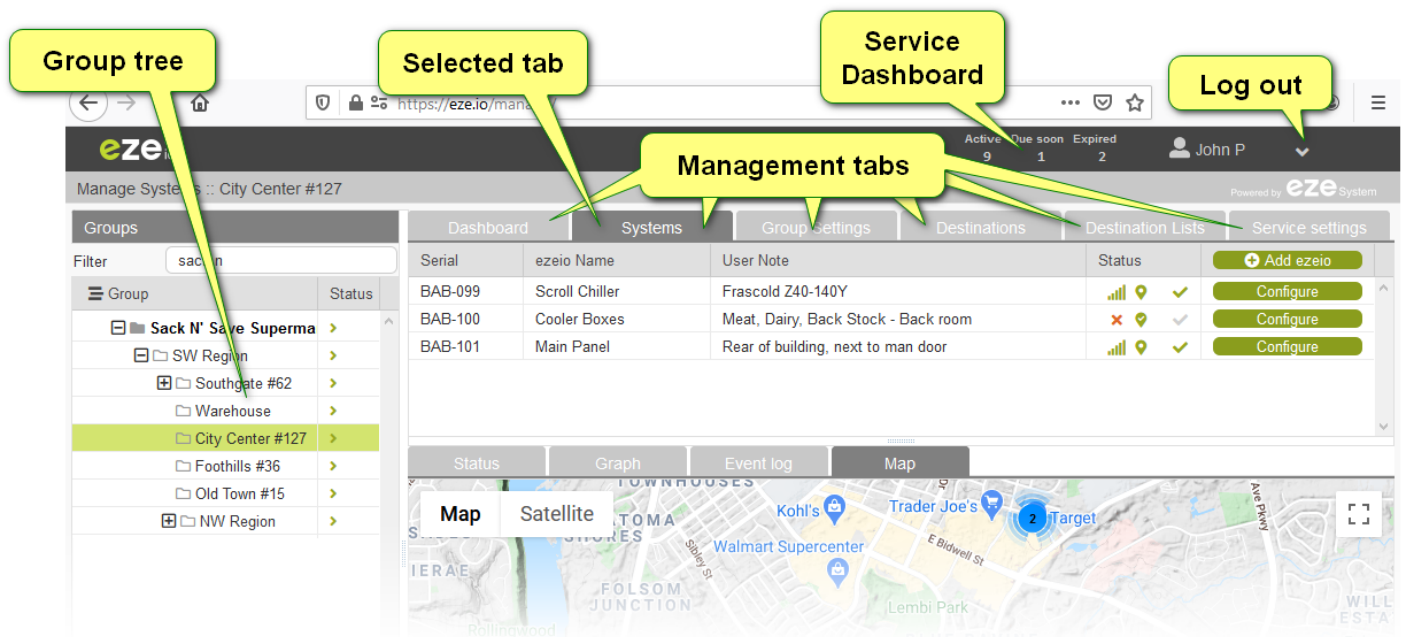 Group tree
Selected tab
Service
Dashboard
Log out
https://eze.io/mana
eze
Active Due soon Expired
9 1 2
John P
Management tabs
Manage Systems :: City Center #127
Powered by eze System
Groups
Dashboard Systems Group Settings Destinations Destination Lists Service settings
Filter
Serial ezeio Name User Note Status Add ezeio
Group Status
BAB-099 Scroll Chiller Frascold Z40-140Y Configure
Sack N' Save Superma
BAB-100 Cooler Boxes Meat, Dairy, Back Stock - Back room Configure
SW Region
BAB-101 Main Panel Rear of building, next to man door Configure
Southgate #62
Warehouse
City Center #127
Foothills #36
Old Town #15
NW Region
Status Graph Event log Map
Map Satellite
TOWNHOUSES
Kohl's
Trader Joe's
2
Target
Ave Pkwy
Walmart Supercenter
E Bidwell St
Sibley St
FOLSOM
JUNCTION
Lembi Park
Rollingwood